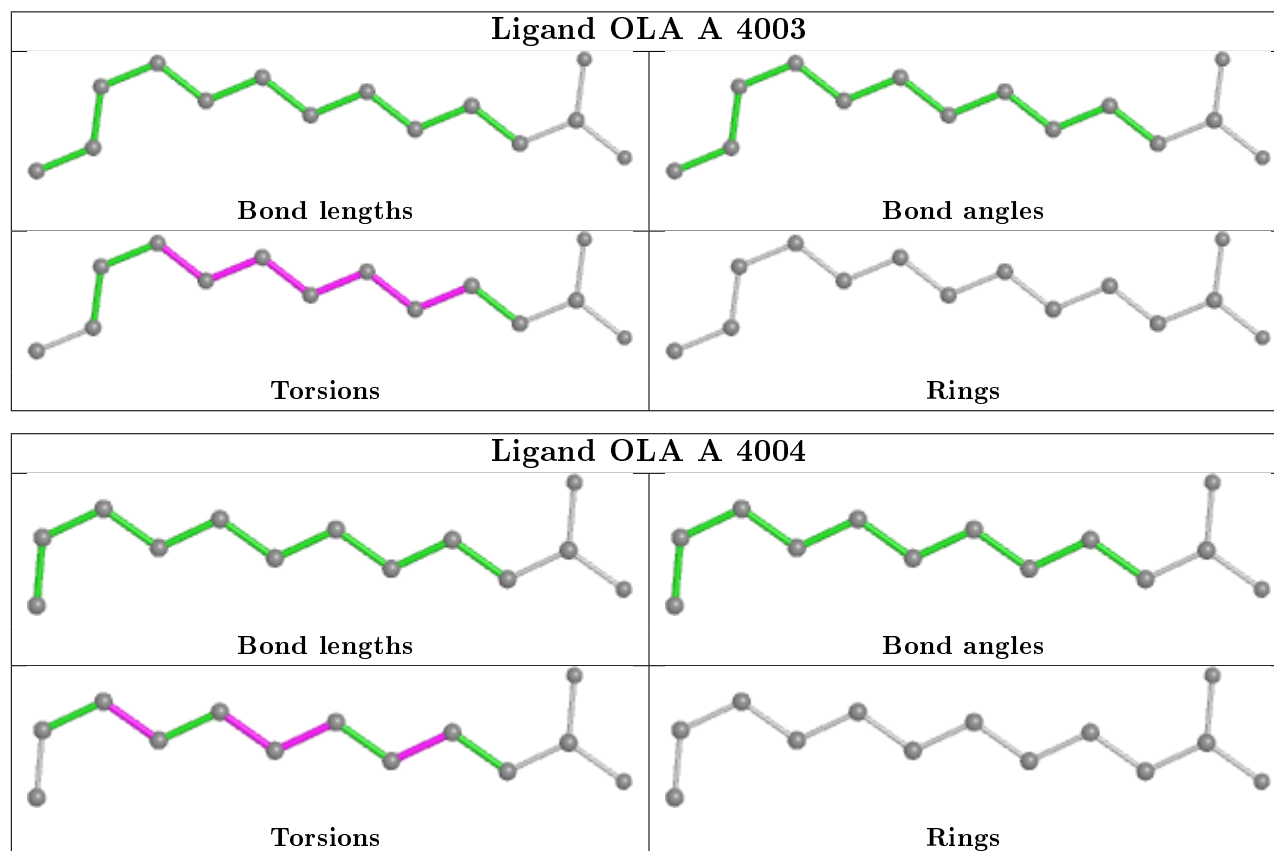 Ligand OLA A 4003
Bond lengths
Bond angles
Torsions
Rings
Ligand OLA A 4004
Bond lengths
Bond angles
Torsions
Rings